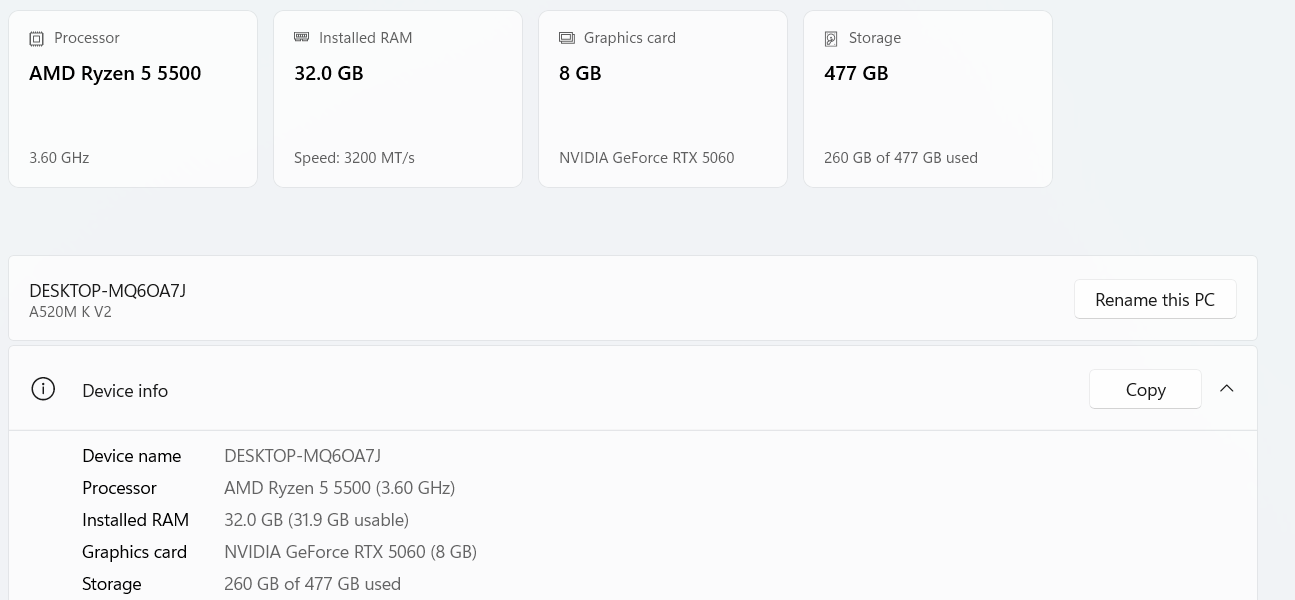 Processor
AMD Ryzen 5 5500
3.60 GHz
Installed RAM
32.0 GB
Speed: 3200 MT/s
Graphics card
8 GB
NVIDIA GeForce RTX 5060
Storage
477 GB
260 GB of 477 GB used
DESKTOP-MQ6OA7J
A520M K V2
Rename this PC
Device info
Copy
Device name DESKTOP-MQ6OA7J
Processor AMD Ryzen 5 5500 (3.60 GHz)
Installed RAM 32.0 GB (31.9 GB usable)
Graphics card NVIDIA GeForce RTX 5060 (8 GB)
Storage 260 GB of 477 GB used